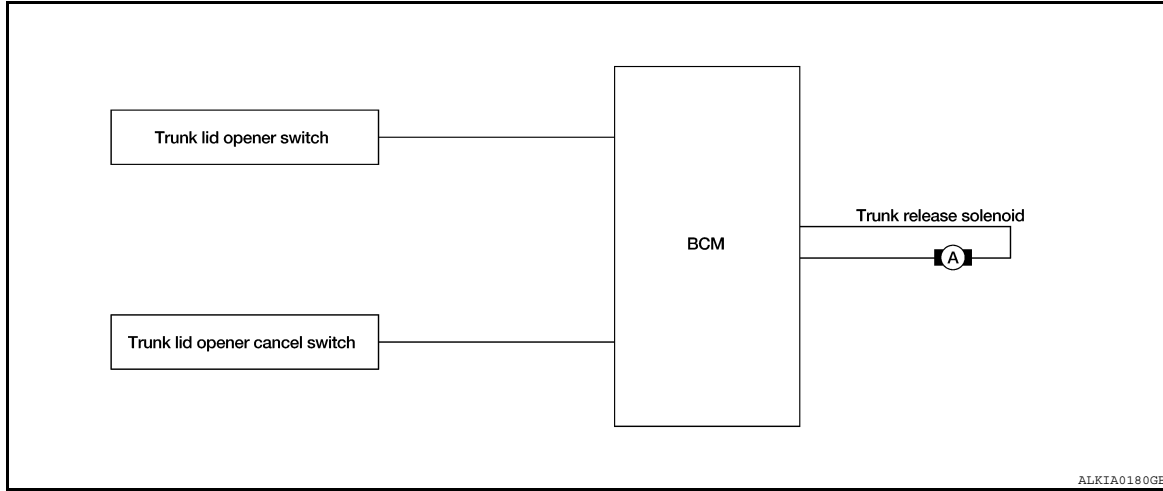 Trunk lid opener switch
BCM
Trunk release solenoid
A
Trunk lid opener cancel switch
ALKIA0180GB